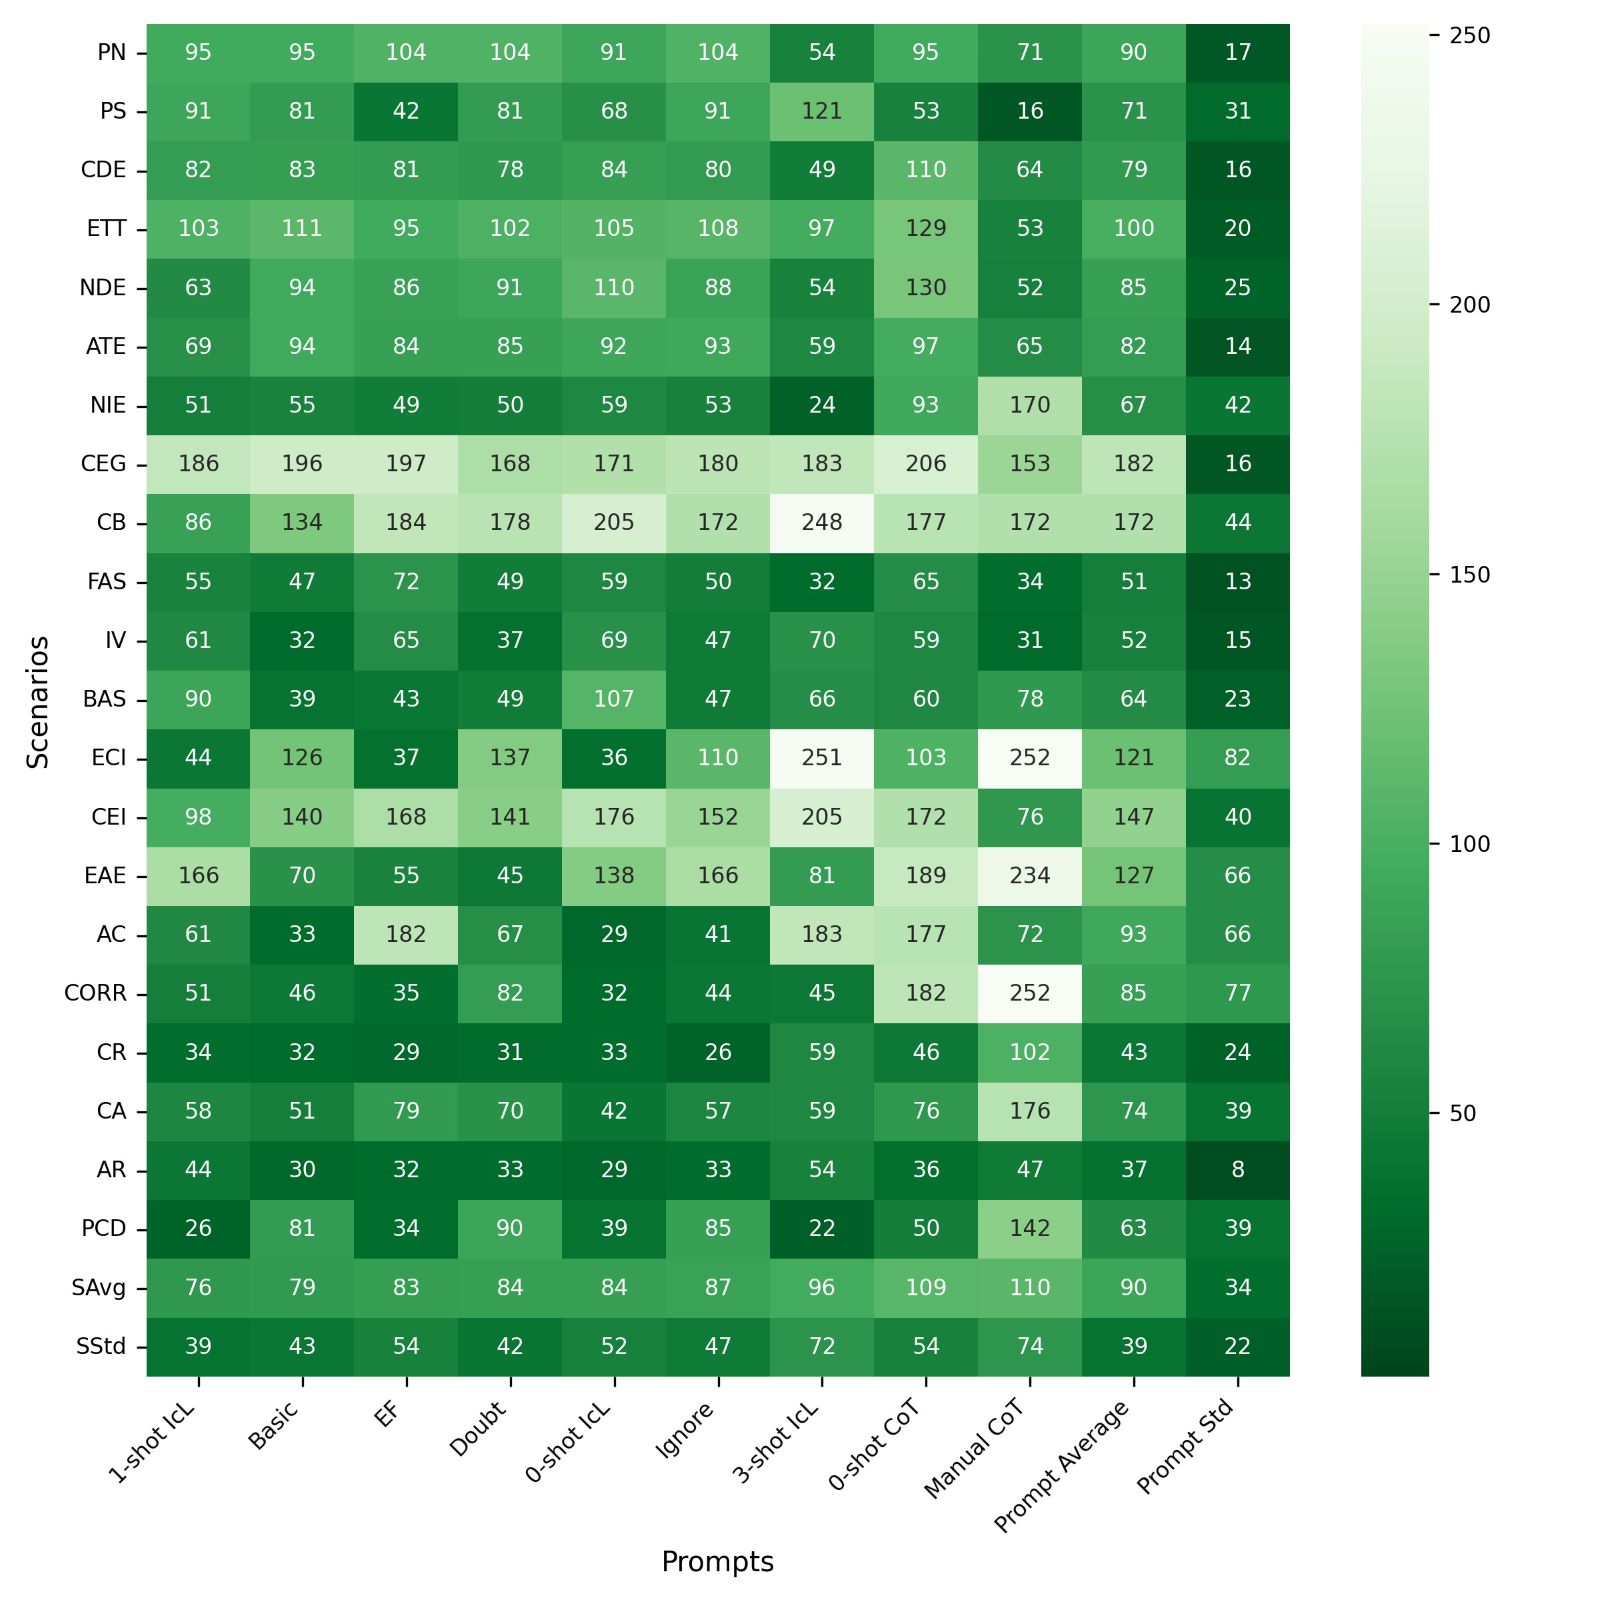 PN 95 95 104 104 91 104 54 95 71 90 17
PS 91 81 42 81 68 91 121 53 16 71 31
CDE 82 83 81 78 84 80 49 110 64 79 16
ETT 103 111 95 102 105 108 97 129 53 100 20
NDE 63 94 86 91 110 88 54 130 52 85 25
ATE 69 94 84 85 92 93 59 97 65 82 14
NIE 51 55 49 50 59 53 24 93 170 67 42
CEG 186 196 197 168 171 180 183 206 153 182 16
CB 86 134 184 178 205 172 248 177 172 172 44
FAS 55 47 72 49 59 50 32 65 34 51 13
IV 61 32 65 37 69 47 70 59 31 52 15
BAS 90 39 43 49 107 47 66 60 78 64 23
ECI 44 126 37 137 36 110 251 103 252 121 82
CEI 98 140 168 141 176 152 205 172 76 147 40
EAE 166 70 55 45 138 166 81 189 234 127 66
AC 61 33 182 67 29 41 183 177 72 93 66
CORR 51 46 35 82 32 44 45 182 252 85 77
CR 34 32 29 31 33 26 59 46 102 43 24
CA 58 51 79 70 42 57 59 76 176 74 39
AR 44 30 32 33 29 33 54 36 47 37 8
PCD 26 81 34 90 39 85 22 50 142 63 39
SAvg 76 79 83 84 84 87 96 109 110 90 34
SStd 39 43 54 42 52 47 72 54 74 39 22
Scenarios
1-shot IcL
Basic
EF
Doubt
0-shot IcL
Ignore
3-shot IcL
0-shot CoT
Manual CoT
Prompt Average
Prompt Std
Prompts
250
200
150
100
50